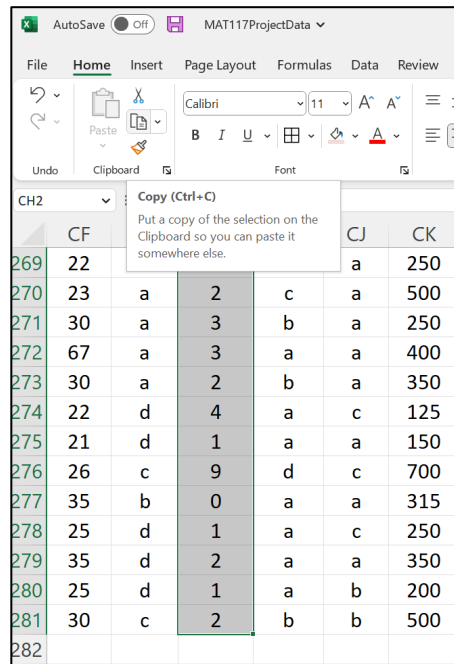 AutoSave Off MAT117ProjectData
File Home Insert Page Layout Formulas Data Review
Paste
Calibri 11 A A
B I U A
Undo Clipboard Font
CH2
Copy (Ctrl+C)
Put a copy of the selection on the
Clipboard so you can paste it
somewhere else.
CF CJ CK
269 22 a 250
270 23 a 2 c a 500
271 30 a 3 b a 250
272 67 a 3 a a 400
273 30 a 2 b a 350
274 22 d 4 a c 125
275 21 d 1 a a 150
276 26 c 9 d c 700
277 35 b 0 a a 315
278 25 d 1 a c 250
279 35 d 2 a a 350
280 25 d 1 a b 200
281 30 c 2 b b 500
282